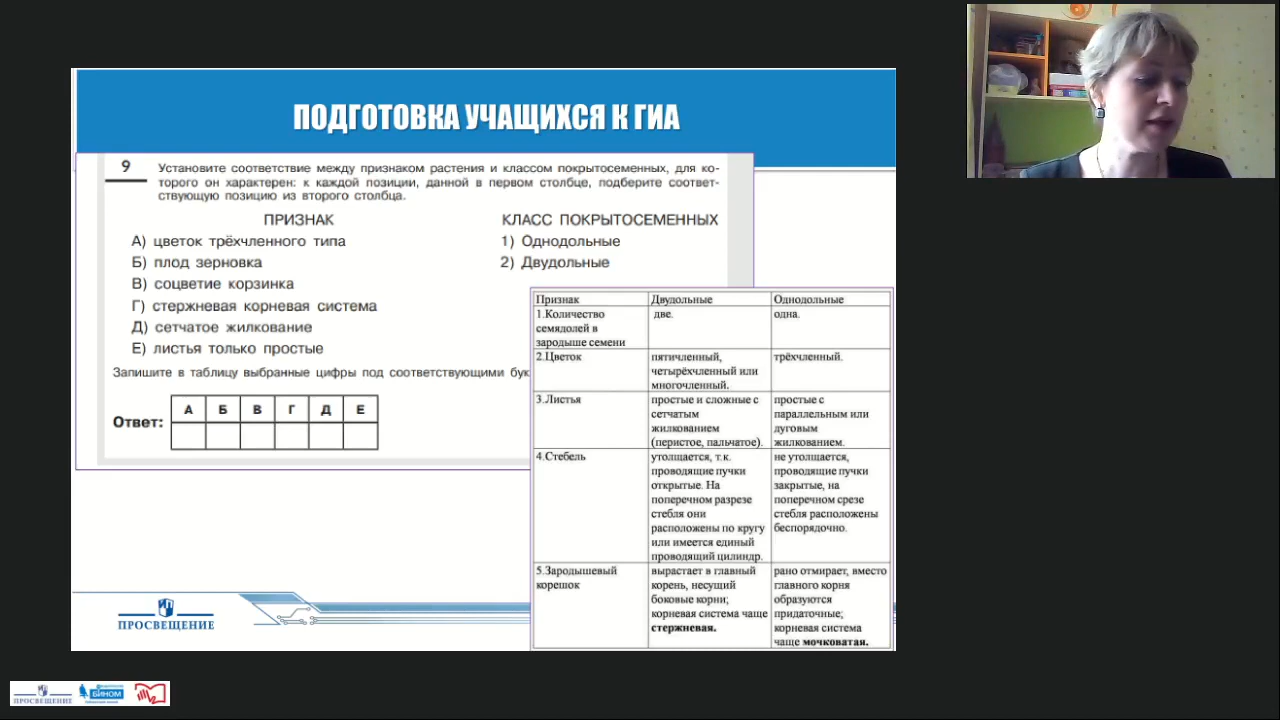 ПОДГОТОВКА УЧАЩИХСЯ К ГИА
9
Установите соответствие между признаком растения и классом покрытосеменных, для ко-
торого он характерен: к каждой позиции, данной в первом столбце, подберите соответ-
ствующую позицию из второго столбца.
ПРИЗНАК
КЛАСС ПОКРЫТОСЕМЕННЫХ
А) цветок трёхчленного типа
1) Однодольные
Б) плод зерновка
2) Двудольные
В) соцветие корзинка
Г) стержневая корневая система
Д) сетчатое жилкование
Е) листья только простые
Запишите в таблицу выбранные цифры под соответствующими бук
Ответ:
А Б В Г Д Е
Признак Двудольные Однодольные
1.Количество
семядолей в
зародыше семени
две.
одна.
2.Цветок
пятичленный,
четырёхчленный или
многочленный.
трёхчленный.
3.Листья
простые и сложные с
сетчатым
жилкованием
(перистое, пальчатое).
простые с
параллельным или
дуговым
жилкованием.
4.Стебель
утолщается, т.к.
проводящие пучки
открытые. На
поперечном разрезе
стебля они
расположены по кругу
или имеется единый
проводящий цилиндр.
не утолщается,
проводящие пучки
закрытые, на
поперечном срезе
стебля расположены
беспорядочно.
5.Зародышевый
корешок
вырастает в главный
корень, несущий
боковые корни;
корневая система чаще
стержневая.
рано отмирает, вместо
главного корня
образуются
придаточные;
корневая система
чаще мочковатая.
ПРОСВЕЩЕНИЕ
ПРОСВЕЩЕНИЕ
БИНОМ